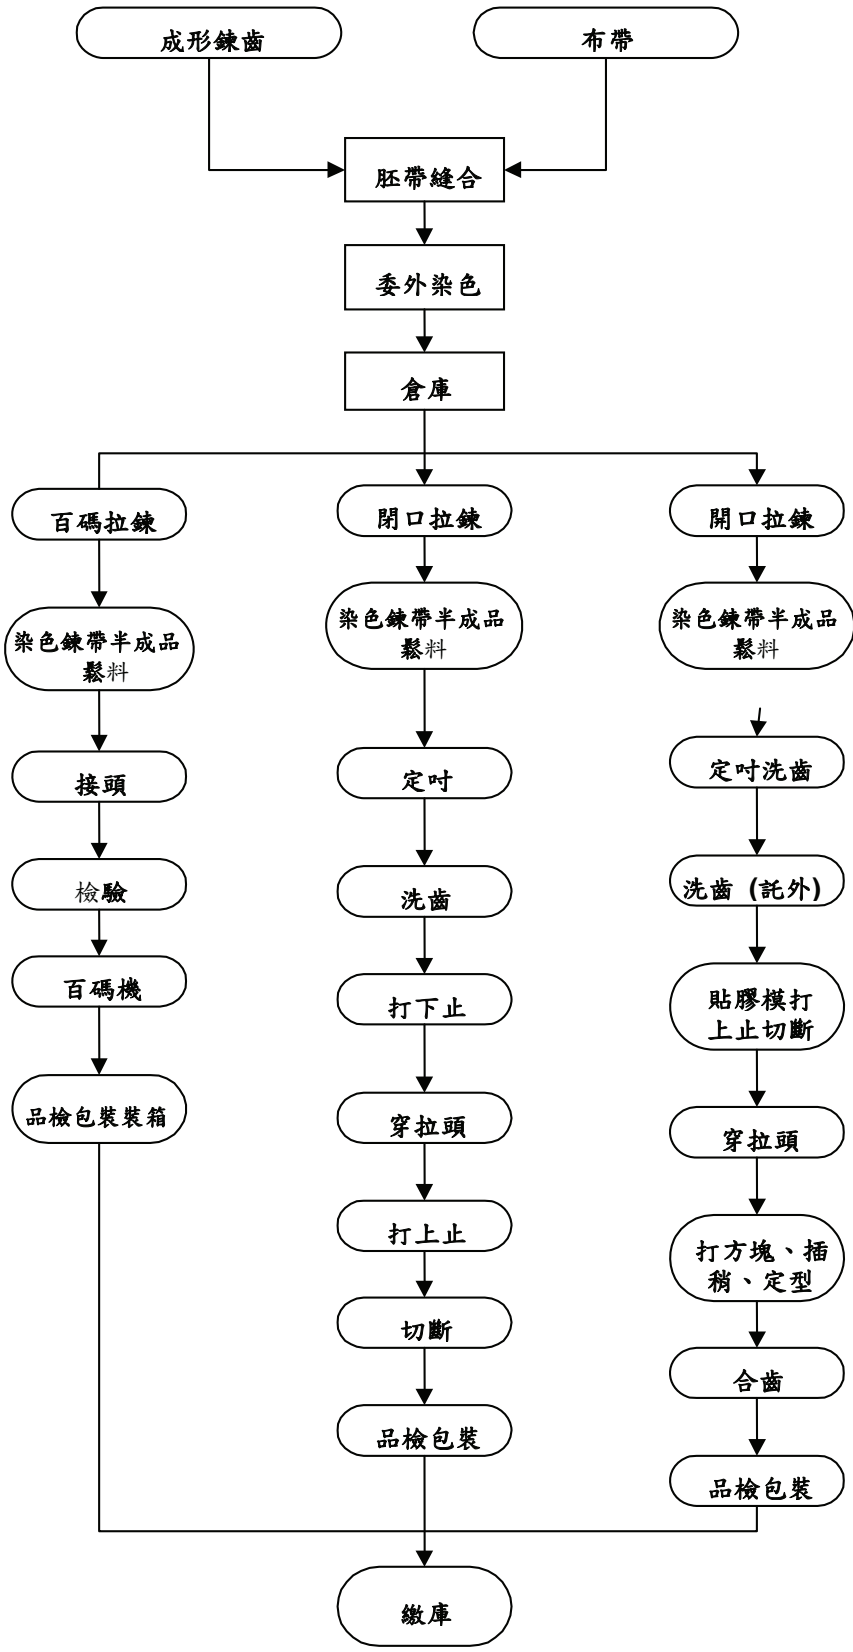 成形鍊齒
布帶
胚帶縫合
委外染色
倉庫
百碼拉鍊
染色鍊帶半成品
鬆料
接頭
檢驗
百碼機
品檢包裝裝箱
閉口拉鍊
染色鍊帶半成品
鬆料
定吋
洗齒
打下止
穿拉頭
打上止
切斷
品檢包裝
開口拉鍊
染色鍊帶半成品
鬆料
定吋洗齒
洗齒 (託外)
貼膠模打
上止切斷
穿拉頭
打方塊、插
稍、定型
合齒
品檢包裝
繳庫